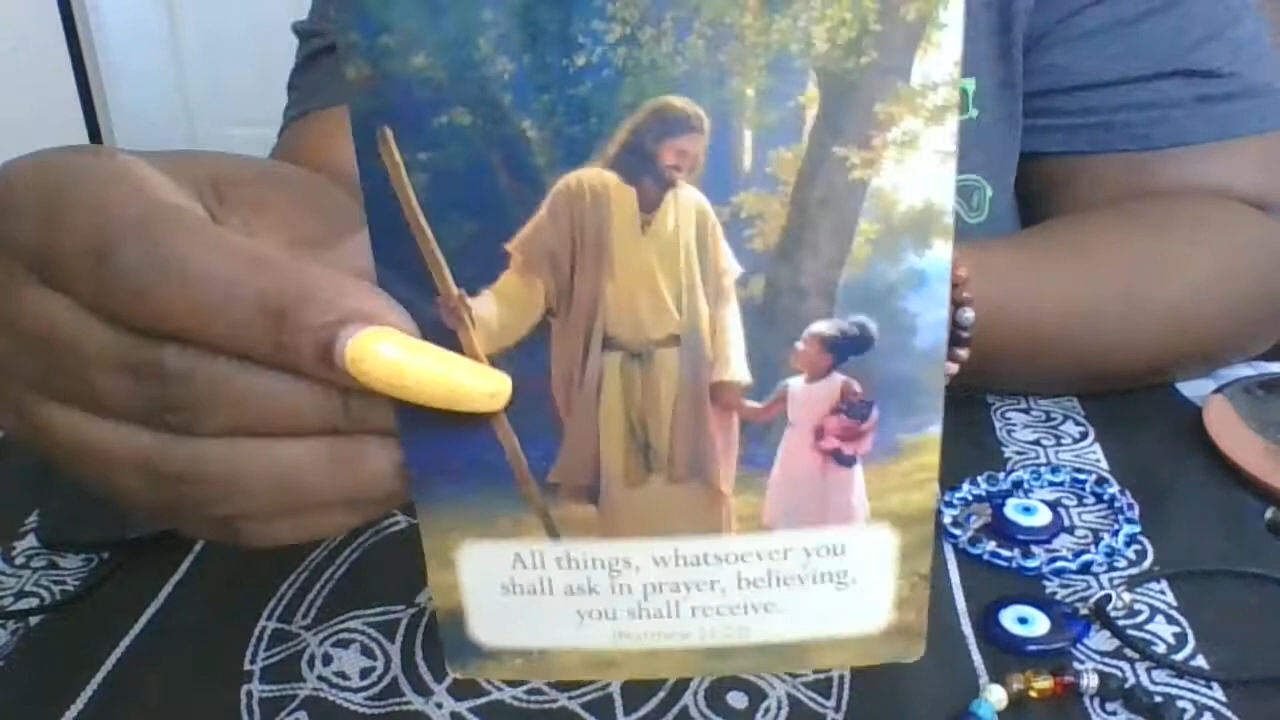 All things, whatsoever you
shall ask in prayer, believing,
you shall receive.